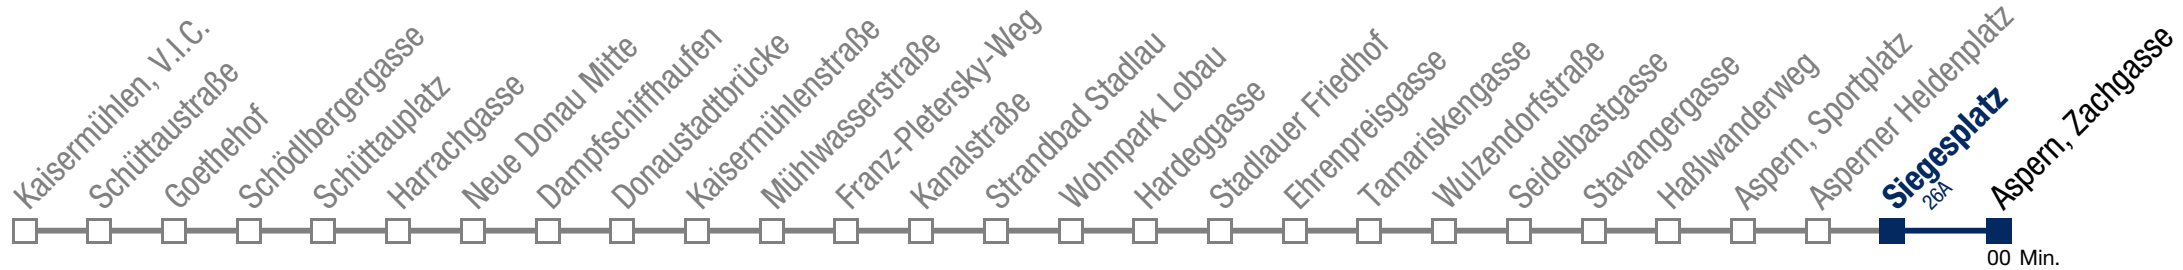 Kaisermühlen, V.I.C.
Schüttaustraße
Goethehof
Schödlbergergasse
Schüttauplatz
Harrachgasse
Neue Donau Mitte
Dampfschiffhaufen
Donaustadtbrücke
Kaisermühlenstraße
Mühlwasserstraße
Franz-Pletersky-Weg
Kanalstraße
Strandbad Stadlau
Wohnpark Lobau
Hardeggasse
Stadlauer Friedhof
Ehrenpreisgasse
Tamariskengasse
Wulzendorfstraße
Seidelbastgasse
Stavangergasse
Haßlwanderweg
Aspern, Sportplatz
Asperner Heldenplatz
Siegesplatz
26A
Aspern, Zachgasse
00 Min.